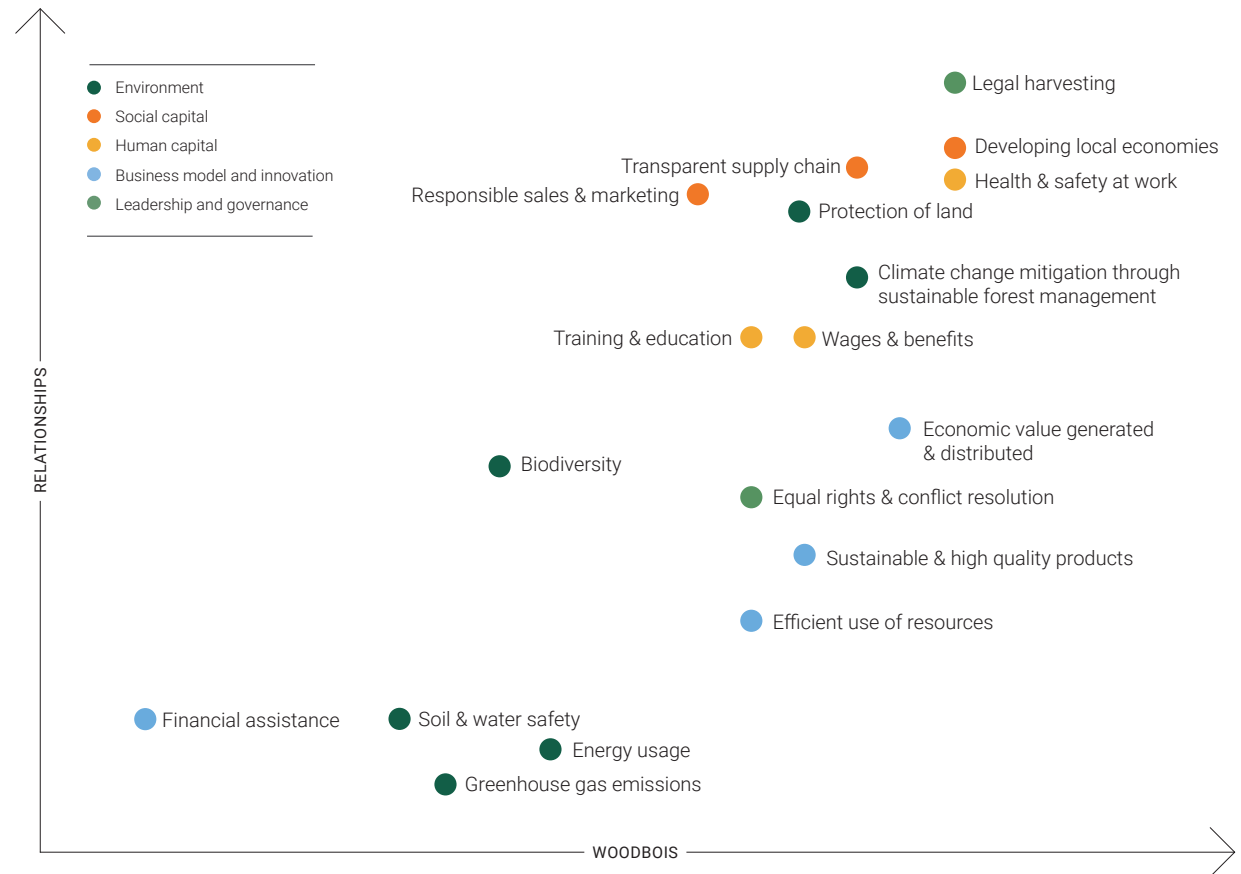 Environment
Social capital
Human capital
Business model and innovation
Leadership and governance
Legal harvesting
Developing local economies
Transparent supply chain
Health & safety at work
Responsible sales & marketing
Protection of land
Climate change mitigation through
sustainable forest management
Training & education
Wages & benefits
Economic value generated
& distributed
RELATIONSHIPS
Biodiversity
Equal rights & conflict resolution
Sustainable & high quality products
Efficient use of resources
Financial assistance
Soil & water safety
Energy usage
Greenhouse gas emissions
WOODBOIS